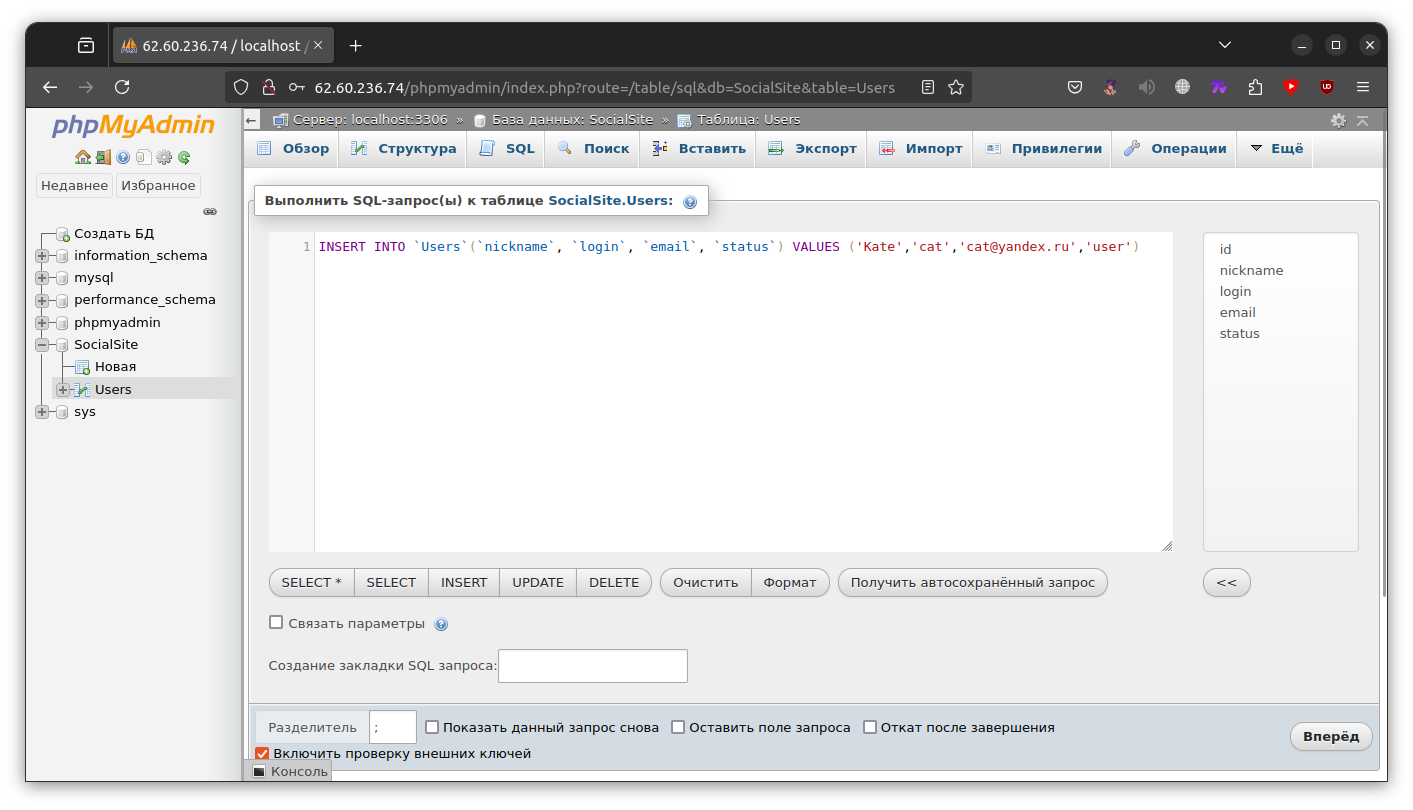 62.60.236.74 / localhost /
62.60.236.74/phpmyadmin/index.php?route=/table/sql&db=SocialSite&table=Users
phpMyAdmin
Недавнее Избранное
Создать БД
information_schema
mysql
performance_schema
phpmyadmin
SocialSite
Новая
Users
sys
Сервер: localhost:3306 » База данных: SocialSite » Таблица: Users
Обзор Структура SQL Поиск Вставить Экспорт Импорт Привилегии Операции Ещё
Выполнить SQL-запрос(ы) к таблице SocialSite.Users:
1 INSERT INTO `Users`(`nickname`, `login`, `email`, `status`) VALUES ('Kate','cat','cat@yandex.ru','user')
id
nickname
login
email
status
SELECT * SELECT INSERT UPDATE DELETE Очистить Формат Получить автосохранённый запрос <<
Связать параметры
Создание закладки SQL запроса:
Разделитель ; Показать данный запрос снова Оставить поле запроса Откат после завершения
Включить проверку внешних ключей
Вперёд
Консоль